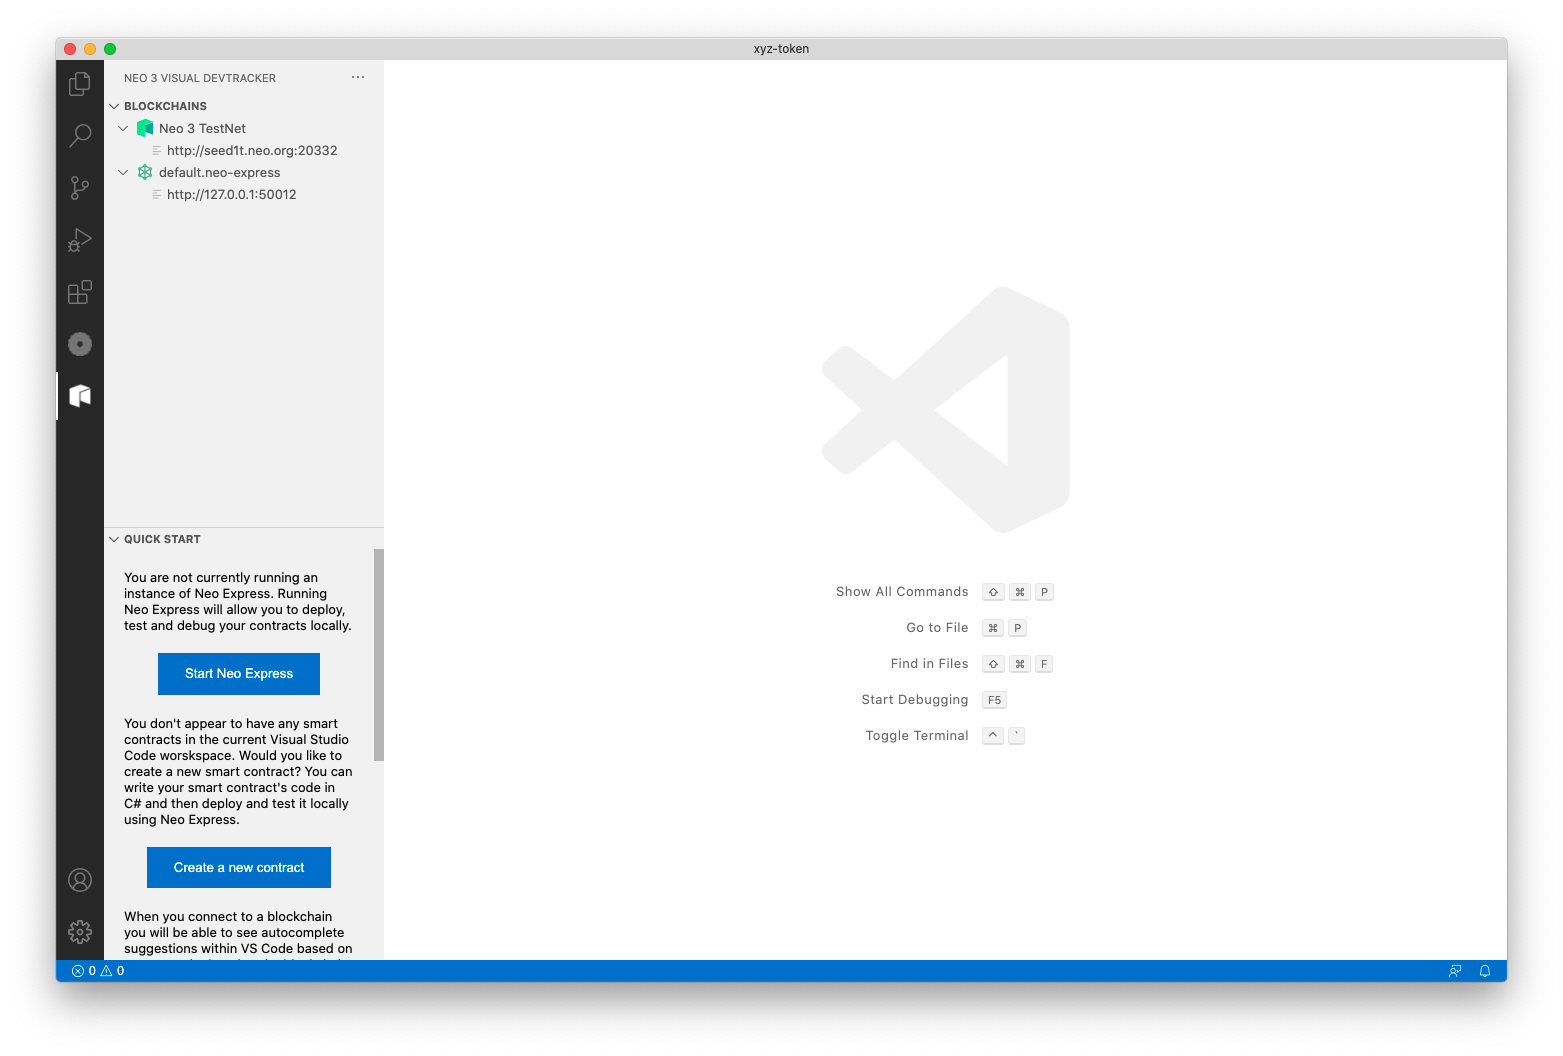 xyz-token
NEO 3 VISUAL DEVTRACKER
BLOCKCHAINS
Neo 3 TestNet
http://seed1t.neo.org:20332
default.neo-express
http://127.0.0.1:50012
QUICK START
You are not currently running an
instance of Neo Express. Running
Neo Express will allow you to deploy,
test and debug your contracts locally.
Start Neo Express
You don't appear to have any smart
contracts in the current Visual Studio
Code worskspace. Would you like to
create a new smart contract? You can
write your smart contract's code in
C# and then deploy and test it locally
using Neo Express.
Create a new contract
When you connect to a blockchain
you will be able to see autocomplete
suggestions within VS Code based on
Show All Commands ⇧ ⌘ P
Go to File ⌘ P
Find in Files ⇧ ⌘ F
Start Debugging F5
Toggle Terminal ^ `
0 0